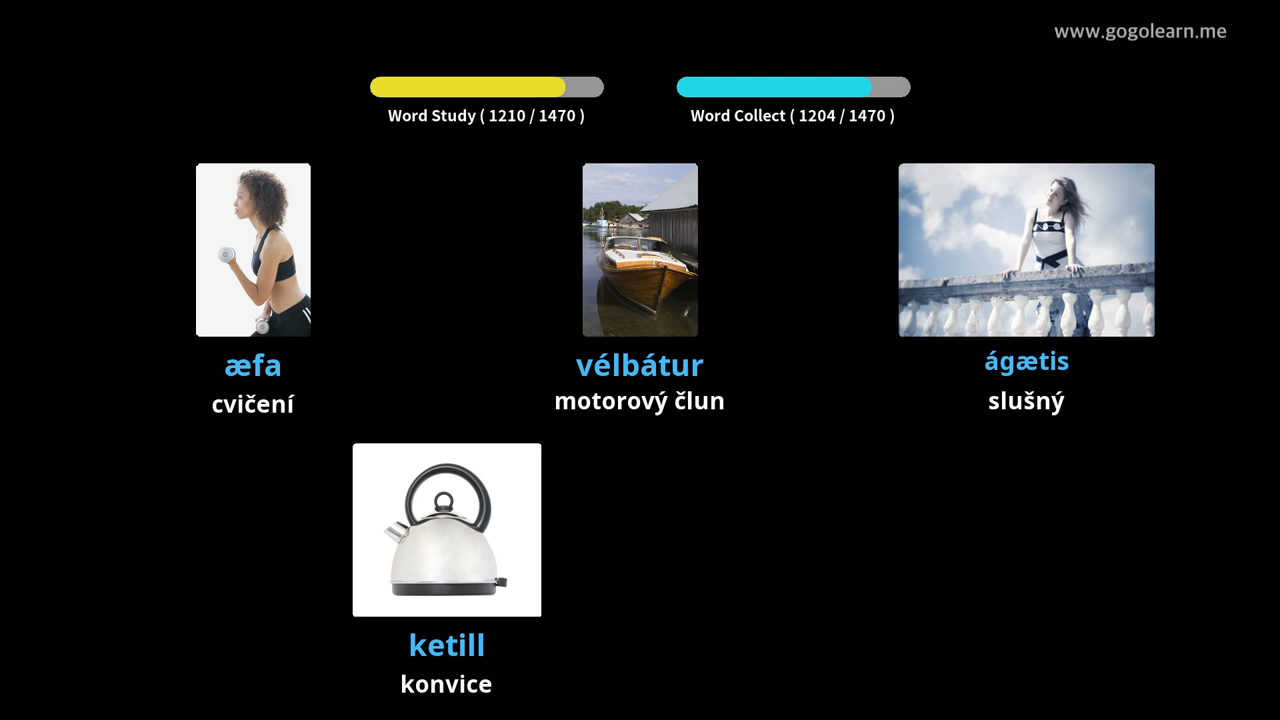 www.gogolearn.me
Word Study ( 1210 / 1470 )
Word Collect ( 1204 / 1470 )
æfa
cvičení
vélbátur
motorový člun
ágætis
slušný
ketill
konvice